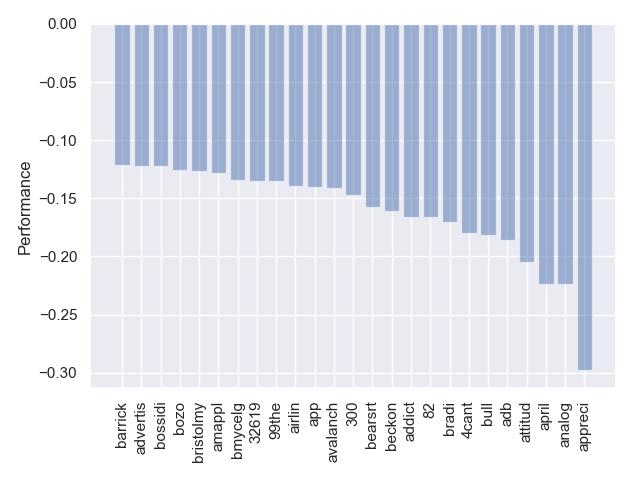 0.00
−0.05
−0.10
−0.15
−0.20
−0.25
−0.30
Performance
barrick
advertis
bossidi
bozo
bristolmy
amappl
bmycelg
32619
99the
airlin
app
avalanch
300
bearsrt
beckon
addict
82
bradi
4cant
bull
adb
attitud
april
analog
appreci